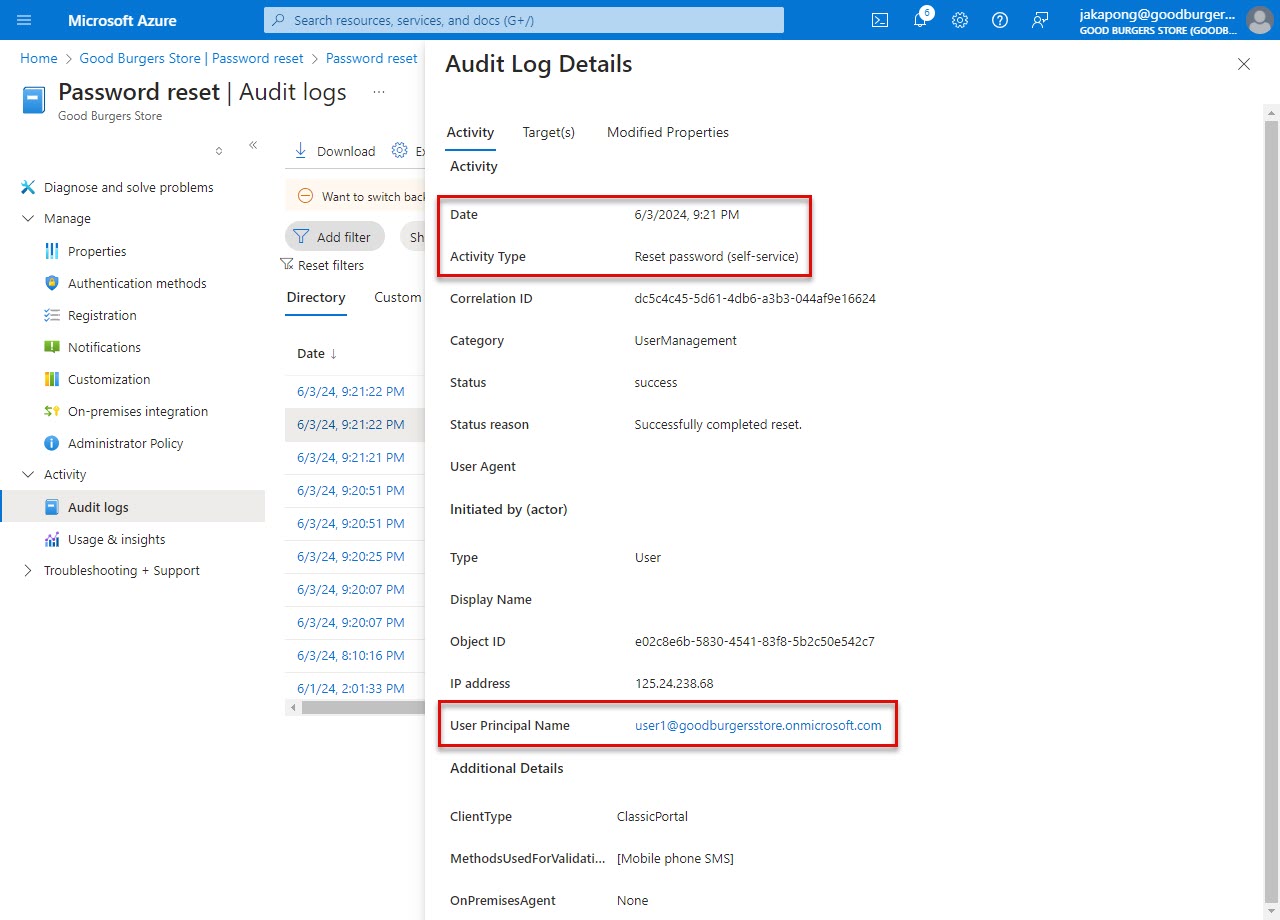 Microsoft Azure
Search resources, services, and docs (G+/)
6
jakapong@goodburger...
GOOD BURGERS STORE (GOODB...
Home > Good Burgers Store | Password reset > Password reset
Password reset | Audit logs ...
Good Burgers Store
Diagnose and solve problems
Manage
Properties
Authentication methods
Registration
Notifications
Customization
On-premises integration
Administrator Policy
Activity
Audit logs
Usage & insights
Troubleshooting + Support
Download Ex
Want to switch back
Add filter Sh
Reset filters
Directory Custom
Date ↓
6/3/24, 9:21:22 PM
6/3/24, 9:21:22 PM
6/3/24, 9:21:21 PM
6/3/24, 9:20:51 PM
6/3/24, 9:20:51 PM
6/3/24, 9:20:25 PM
6/3/24, 9:20:07 PM
6/3/24, 9:20:07 PM
6/3/24, 8:10:16 PM
6/1/24, 2:01:33 PM
Audit Log Details
Activity Target(s) Modified Properties
Activity
Date 6/3/2024, 9:21 PM
Activity Type Reset password (self-service)
Correlation ID dc5c4c45-5d61-4db6-a3b3-044af9e16624
Category UserManagement
Status success
Status reason Successfully completed reset.
User Agent
Initiated by (actor)
Type User
Display Name
Object ID e02c8e6b-5830-4541-83f8-5b2c50e542c7
IP address 125.24.238.68
User Principal Name user1@goodburgersstore.onmicrosoft.com
Additional Details
ClientType ClassicPortal
MethodsUsedForValidati... [Mobile phone SMS]
OnPremisesAgent None